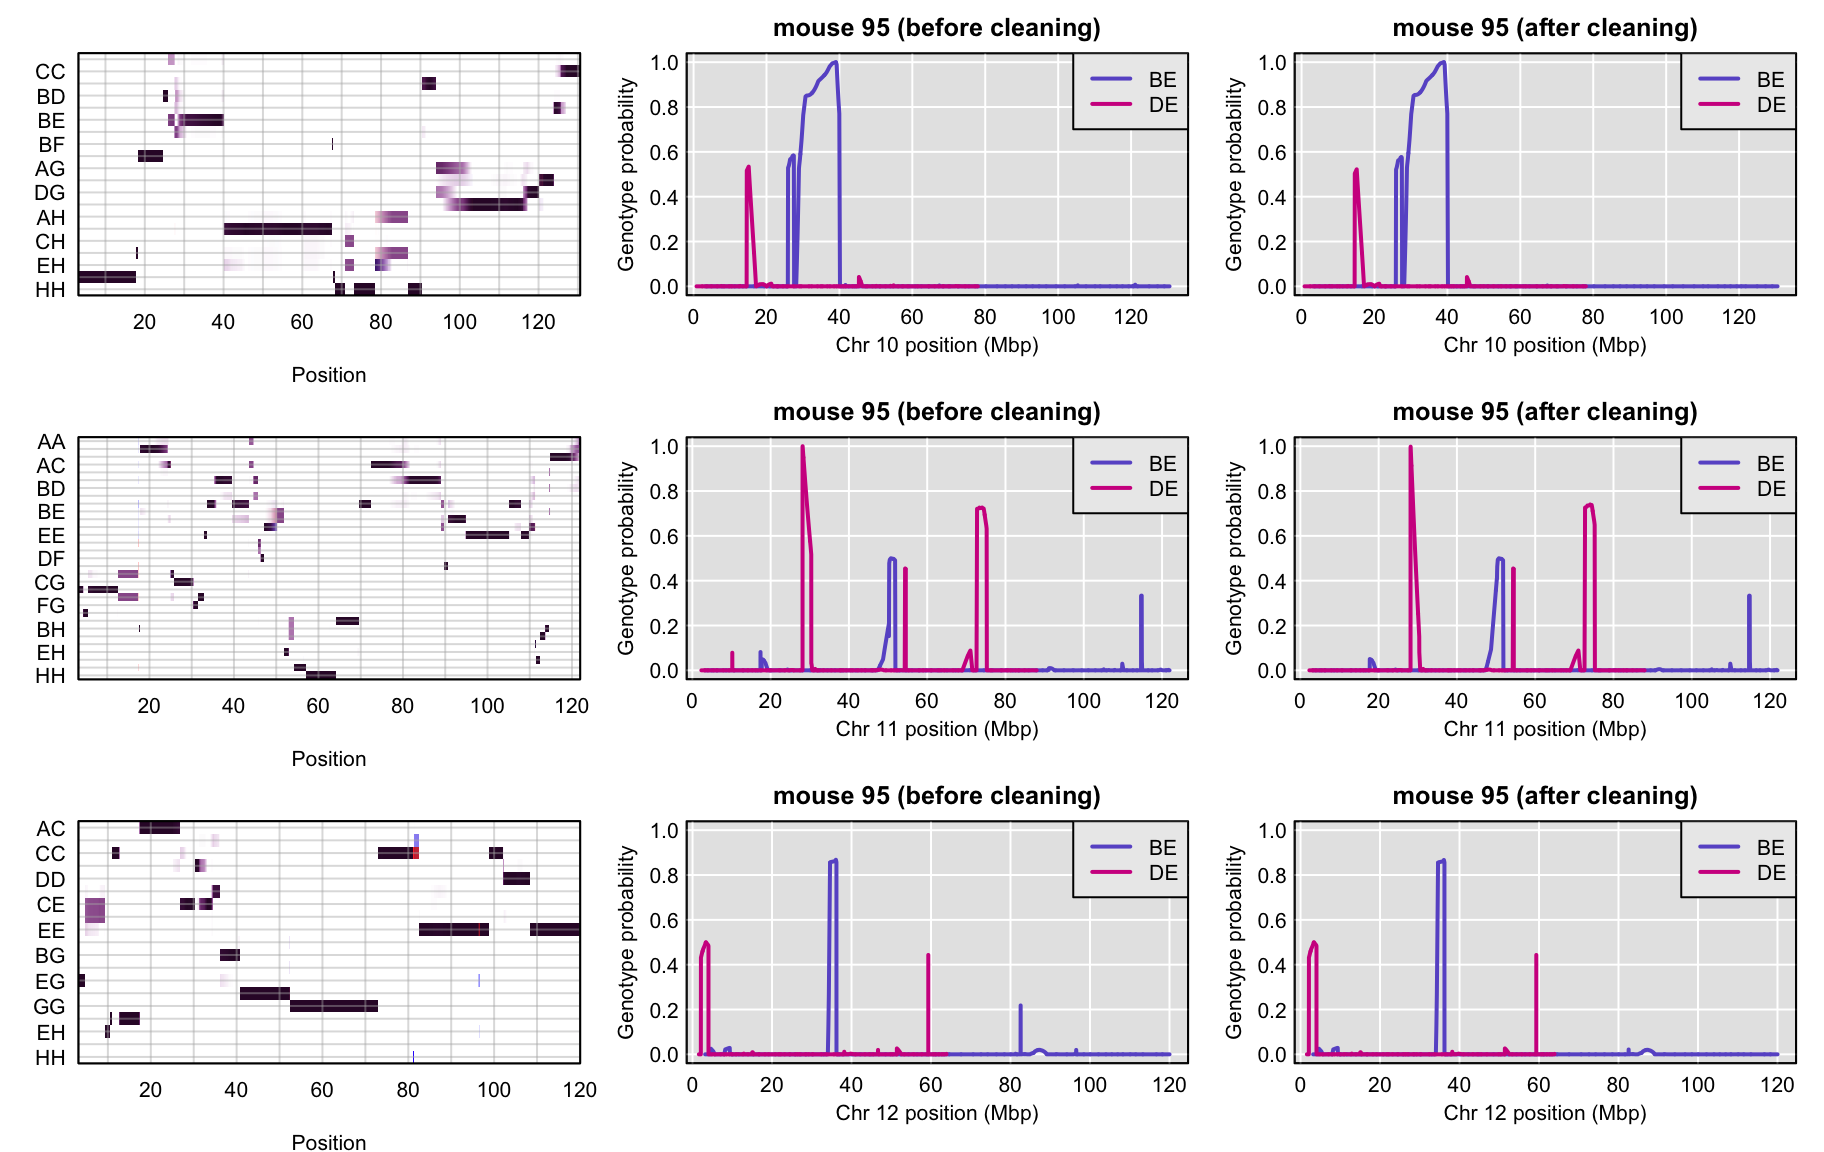 CC
BD
BE
BF
AG
DG
AH
CH
EH
HH
20 40 60 80 100 120
Position
mouse 95 (before cleaning)
Genotype probability
1.0
0.8
0.6
0.4
0.2
0.0
BE
DE
0 20 40 60 80 100 120
Chr 10 position (Mbp)
mouse 95 (after cleaning)
Genotype probability
1.0
0.8
0.6
0.4
0.2
0.0
BE
DE
0 20 40 60 80 100 120
Chr 10 position (Mbp)
AA
AC
BD
BE
EE
DF
CG
FG
BH
EH
HH
20 40 60 80 100 120
Position
mouse 95 (before cleaning)
Genotype probability
1.0
0.8
0.6
0.4
0.2
0.0
BE
DE
0 20 40 60 80 100 120
Chr 11 position (Mbp)
mouse 95 (after cleaning)
Genotype probability
1.0
0.8
0.6
0.4
0.2
0.0
BE
DE
0 20 40 60 80 100 120
Chr 11 position (Mbp)
AC
CC
DD
CE
EE
BG
EG
GG
EH
HH
20 40 60 80 100 120
Position
mouse 95 (before cleaning)
Genotype probability
1.0
0.8
0.6
0.4
0.2
0.0
BE
DE
0 20 40 60 80 100 120
Chr 12 position (Mbp)
mouse 95 (after cleaning)
Genotype probability
1.0
0.8
0.6
0.4
0.2
0.0
BE
DE
0 20 40 60 80 100 120
Chr 12 position (Mbp)